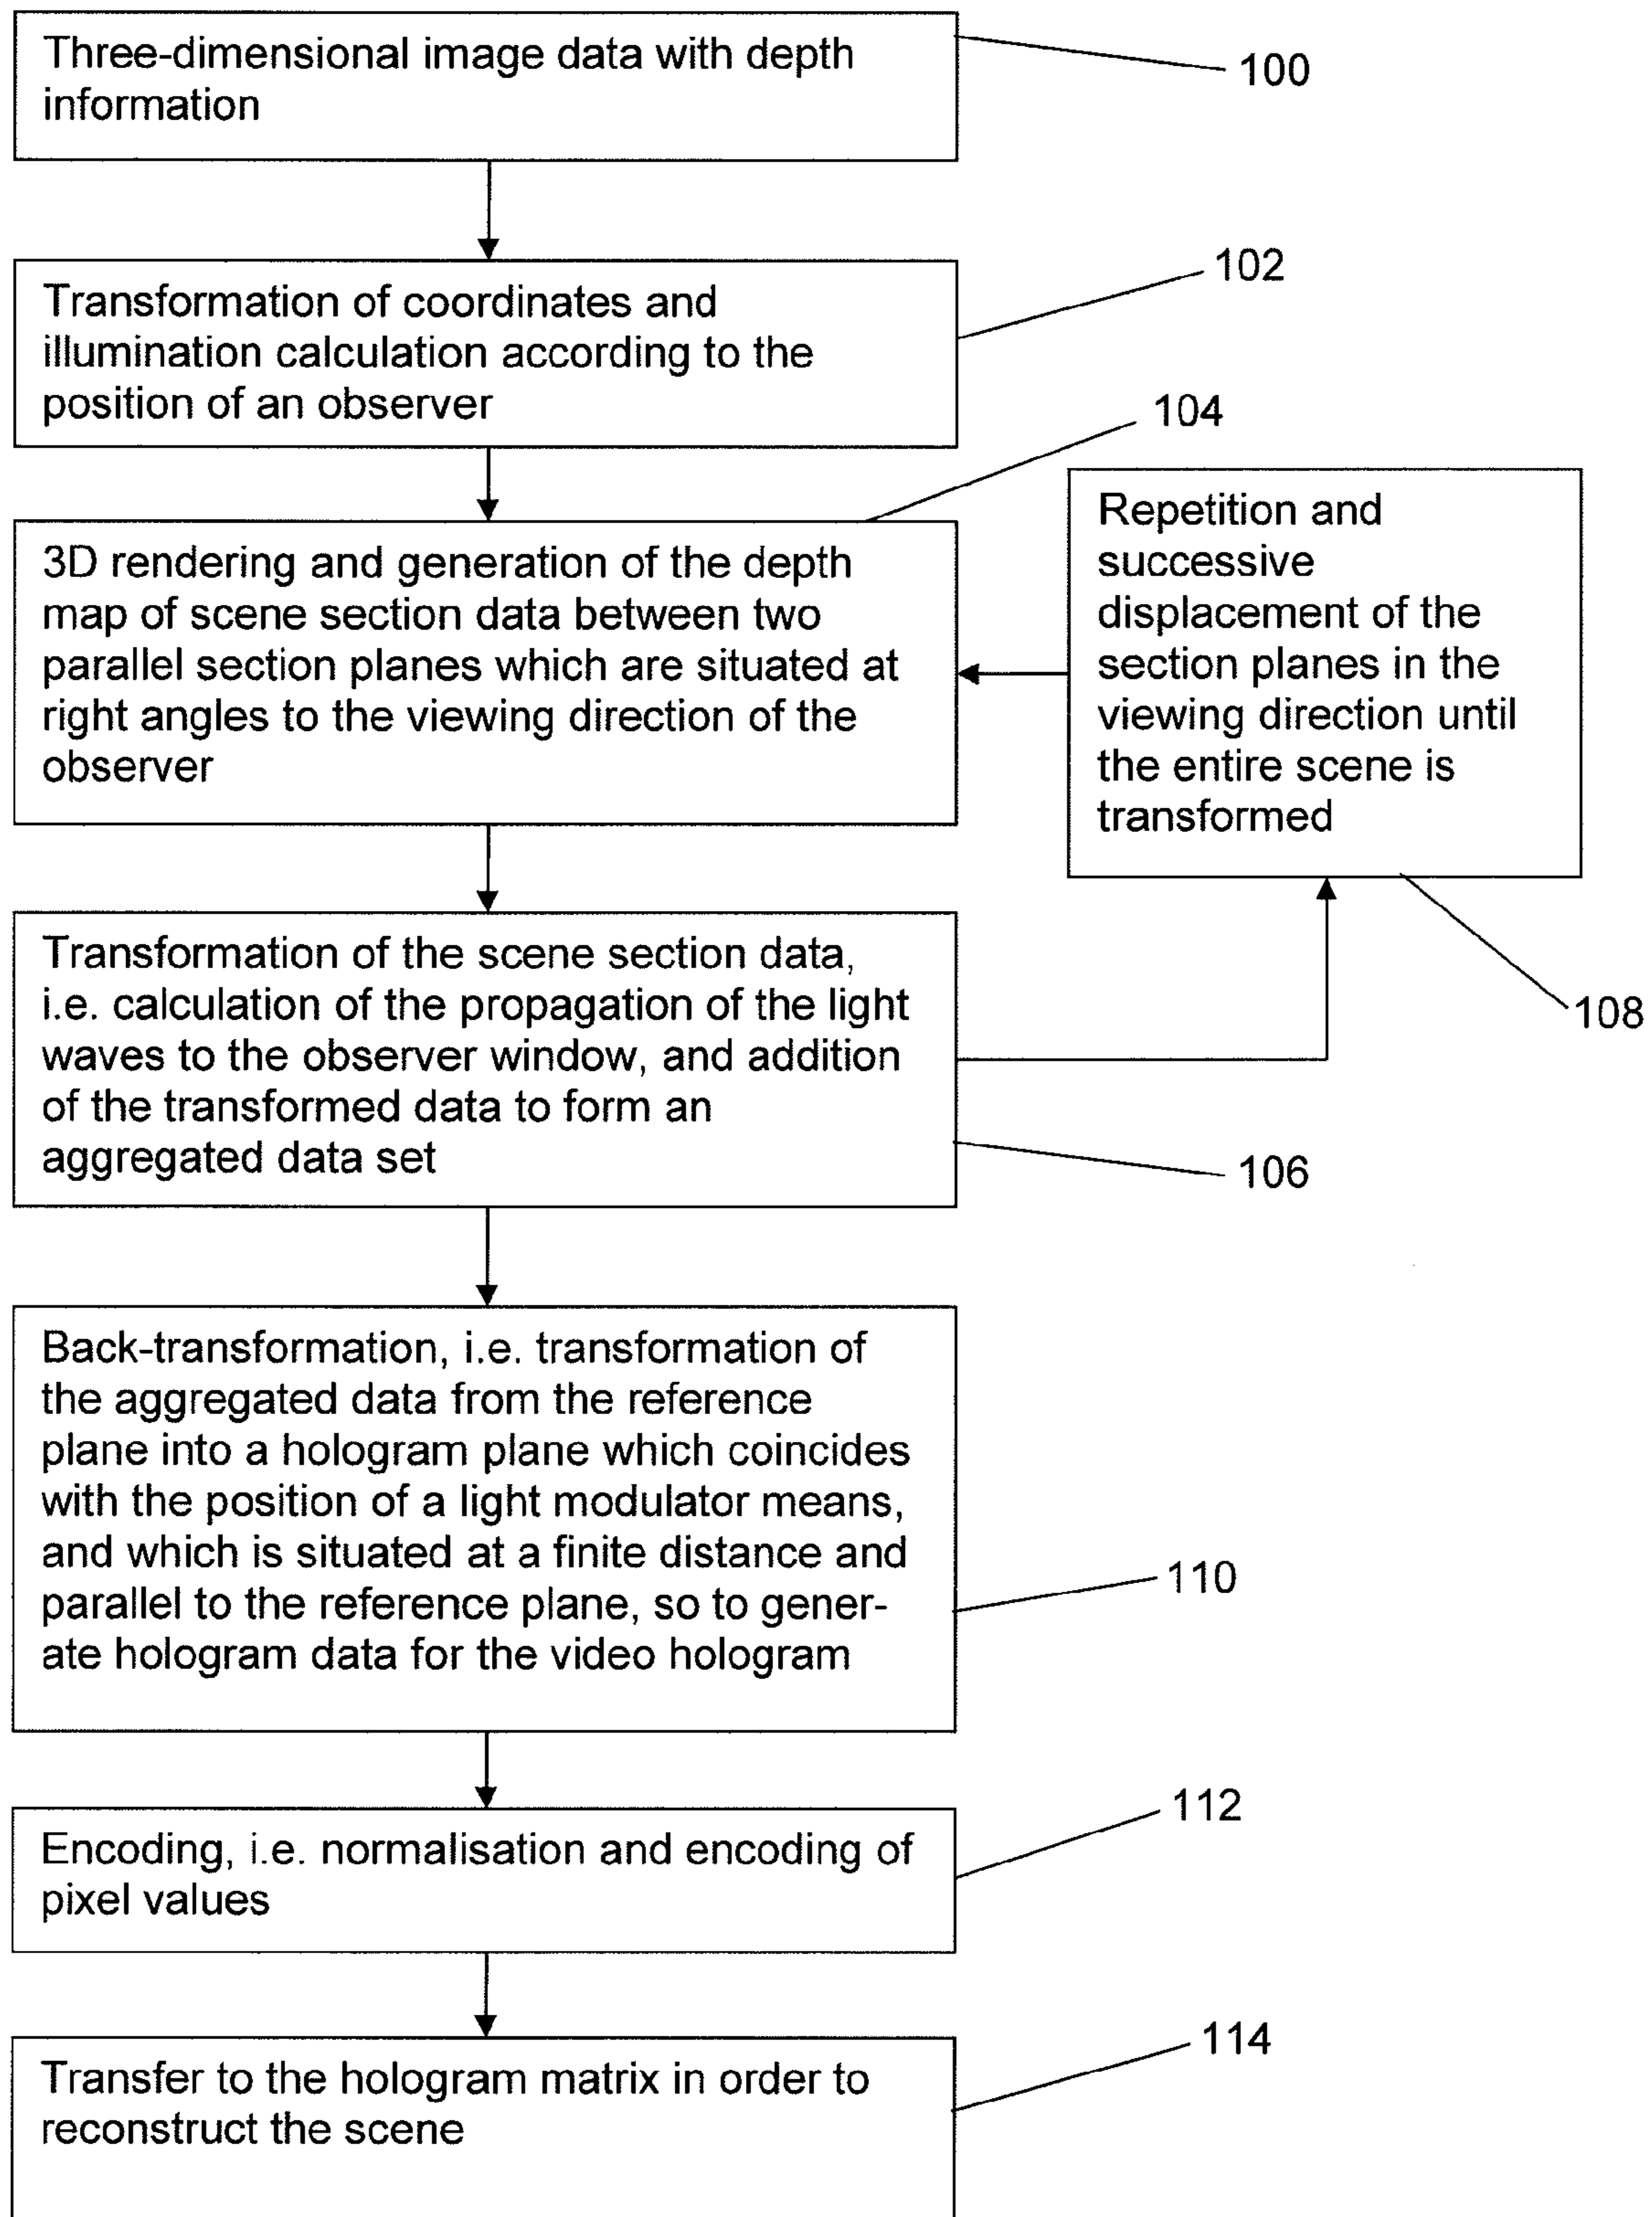 Three-dimensional image data with depth
information
100
Transformation of coordinates and
illumination calculation according to the
position of an observer
102
3D rendering and generation of the depth
map of scene section data between two
parallel section planes which are situated at
right angles to the viewing direction of the
observer
104
Repetition and
successive
displacement of the
section planes in the
viewing direction until
the entire scene is
transformed
108
Transformation of the scene section data,
i.e. calculation of the propagation of the light
waves to the observer window, and addition
of the transformed data to form an
aggregated data set
106
Back-transformation, i.e. transformation of
the aggregated data from the reference
plane into a hologram plane which coincides
with the position of a light modulator means,
and which is situated at a finite distance and
parallel to the reference plane, so to gener-
ate hologram data for the video hologram
110
Encoding, i.e. normalisation and encoding of
pixel values
112
Transfer to the hologram matrix in order to
reconstruct the scene
114